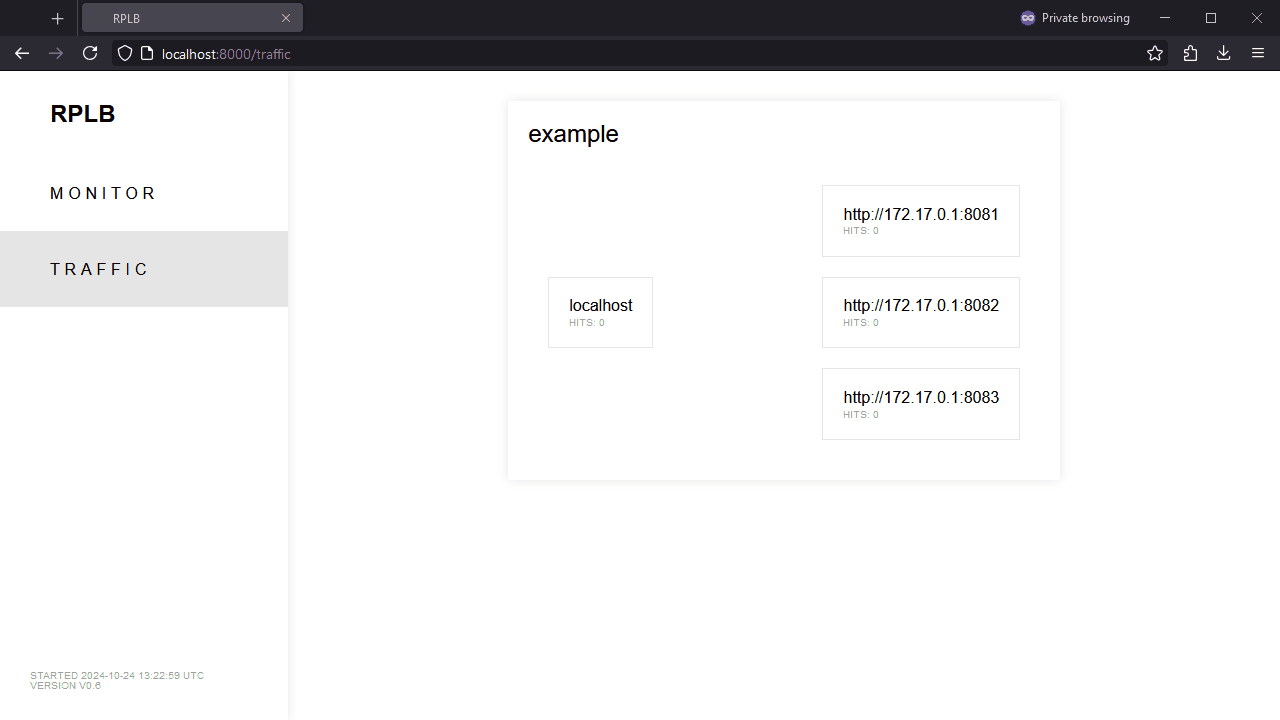 RPLB
Private browsing
localhost:8000/traffic
RPLB
MONITOR
TRAFFIC
example
http://172.17.0.1:8081
HITS: 0
localhost
HITS: 0
http://172.17.0.1:8082
HITS: 0
http://172.17.0.1:8083
HITS: 0
STARTED 2024-10-24 13:22:59 UTC
VERSION V0.6